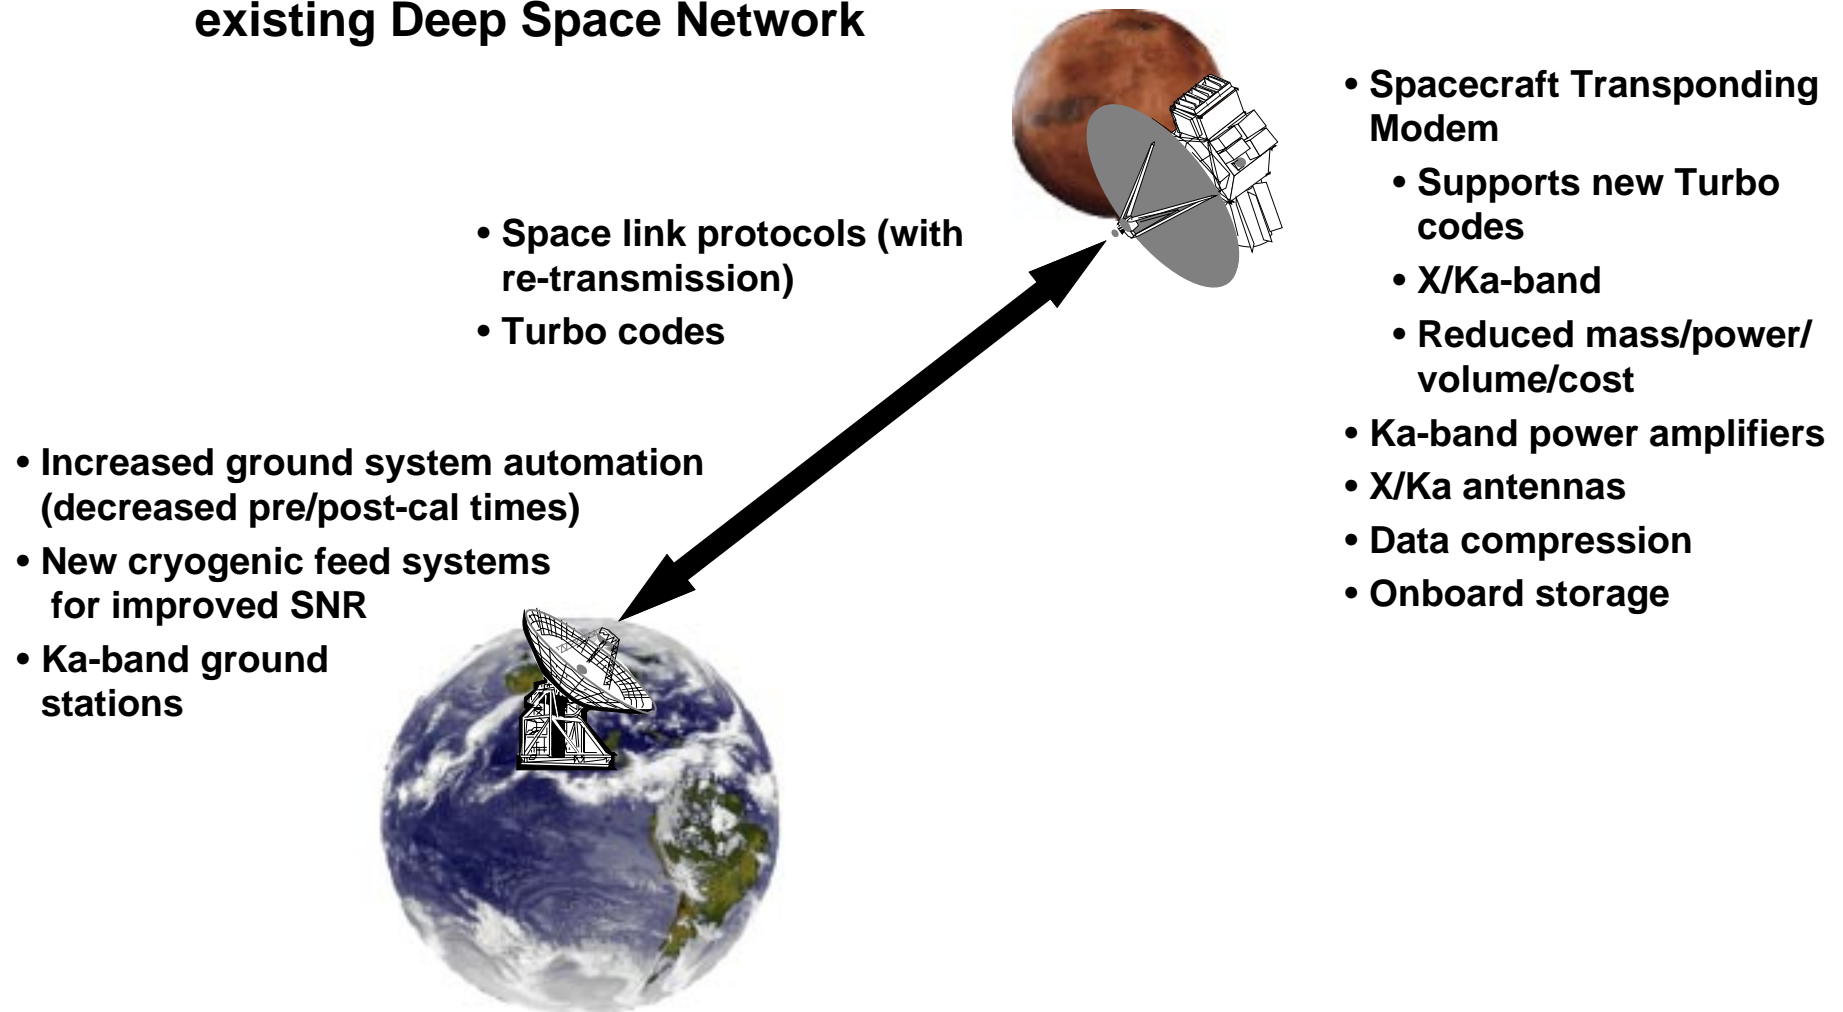 existing Deep Space Network
• Space link protocols (with
re-transmission)
• Turbo codes
• Increased ground system automation
(decreased pre/post-cal times)
• New cryogenic feed systems
for improved SNR
• Ka-band ground
stations
• Spacecraft Transponding
Modem
• Supports new Turbo
codes
• X/Ka-band
• Reduced mass/power/
volume/cost
• Ka-band power amplifiers
• X/Ka antennas
• Data compression
• Onboard storage